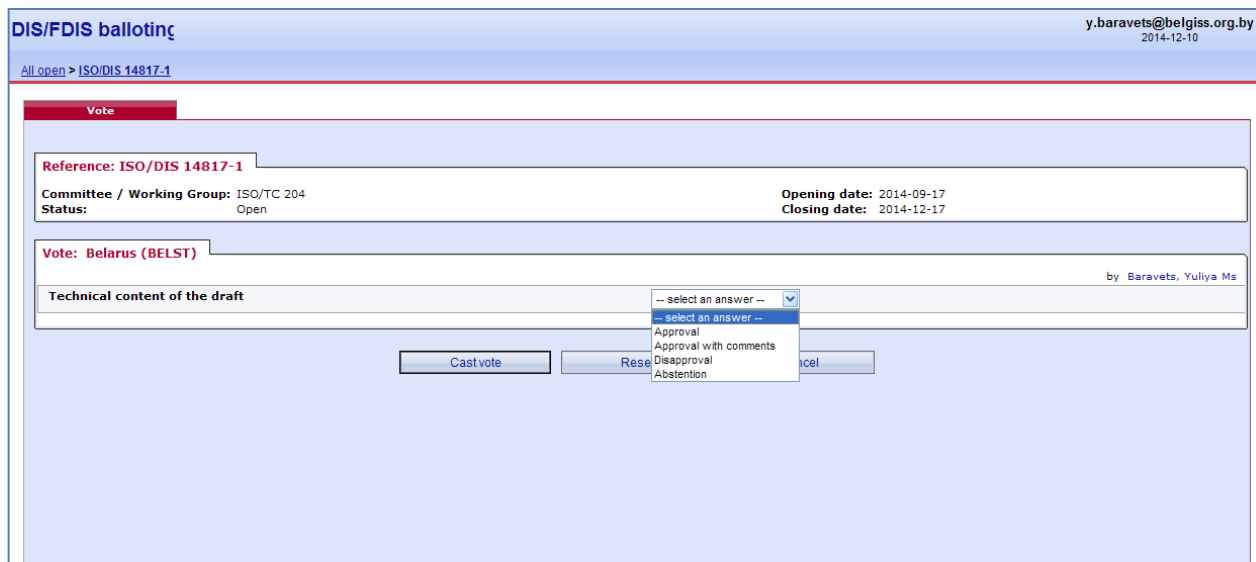 DIS/FDIS balloting
y.baravets@belgiss.org.by
2014-12-10
All open > ISO/DIS 14817-1
Vote
Reference: ISO/DIS 14817-1
Committee / Working Group: ISO/TC 204
Opening date: 2014-09-17
Status: Open
Closing date: 2014-12-17
Vote: Belarus (BELST)
by Baravets, Yuliya Ms
Technical content of the draft
-- select an answer --
-- select an answer --
Approval
Approval with comments
Disapproval
Abstention
Cast vote
Rese
ncel